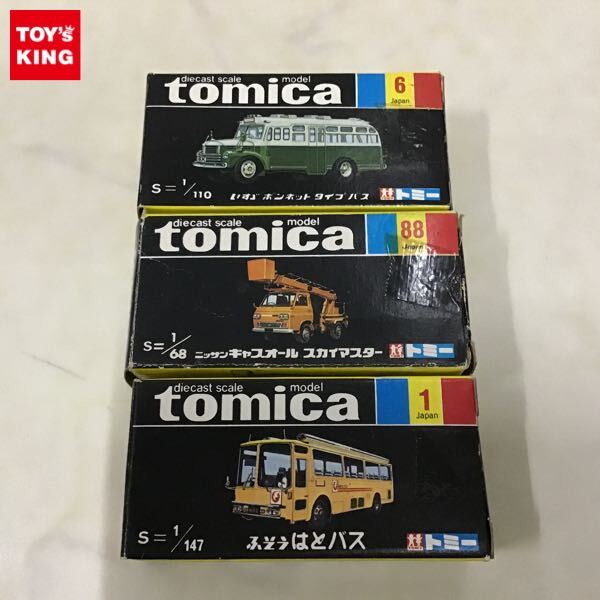 TOY's
KING
diecast scale model
tomica
6
Japan
S=1/110
いすゞボンネットタイプバス
トミー
diecast scale model
tomica
88
Japan
S=1/68
ニッサンキャブオール スカイマスター
トミー
diecast scale model
tomica
1
Japan
S=1/147
ふそうはとバス
トミー